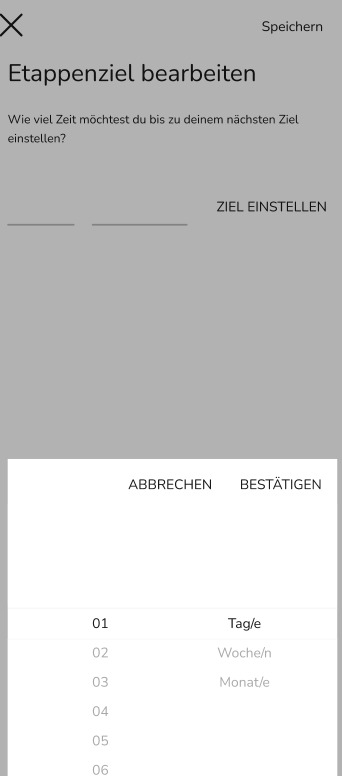 Speichern
Etappenziel bearbeiten
Wie viel Zeit möchtest du bis zu deinem nächsten Ziel
einstellen?
ZIEL EINSTELLEN
ABBRECHEN BESTÄTIGEN
01 Tag/e
02 Woche/n
03 Monat/e
04
05
06